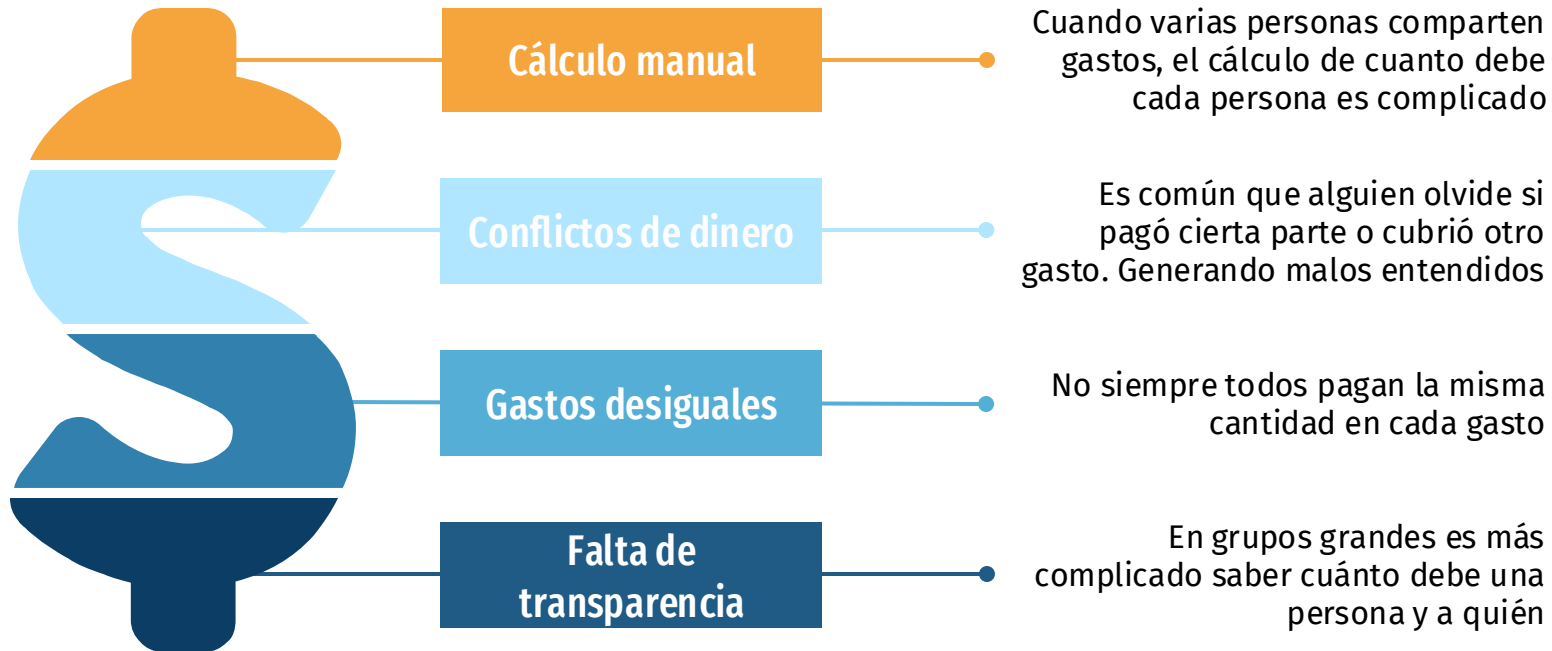 Cálculo manual
Cuando varias personas comparten
gastos, el cálculo de cuanto debe
cada persona es complicado
Conflictos de dinero
Es común que alguien olvide si
pagó cierta parte o cubrió otro
gasto. Generando malos entendidos
Gastos desiguales
No siempre todos pagan la misma
cantidad en cada gasto
Falta de
transparencia
En grupos grandes es más
complicado saber cuánto debe una
persona y a quién